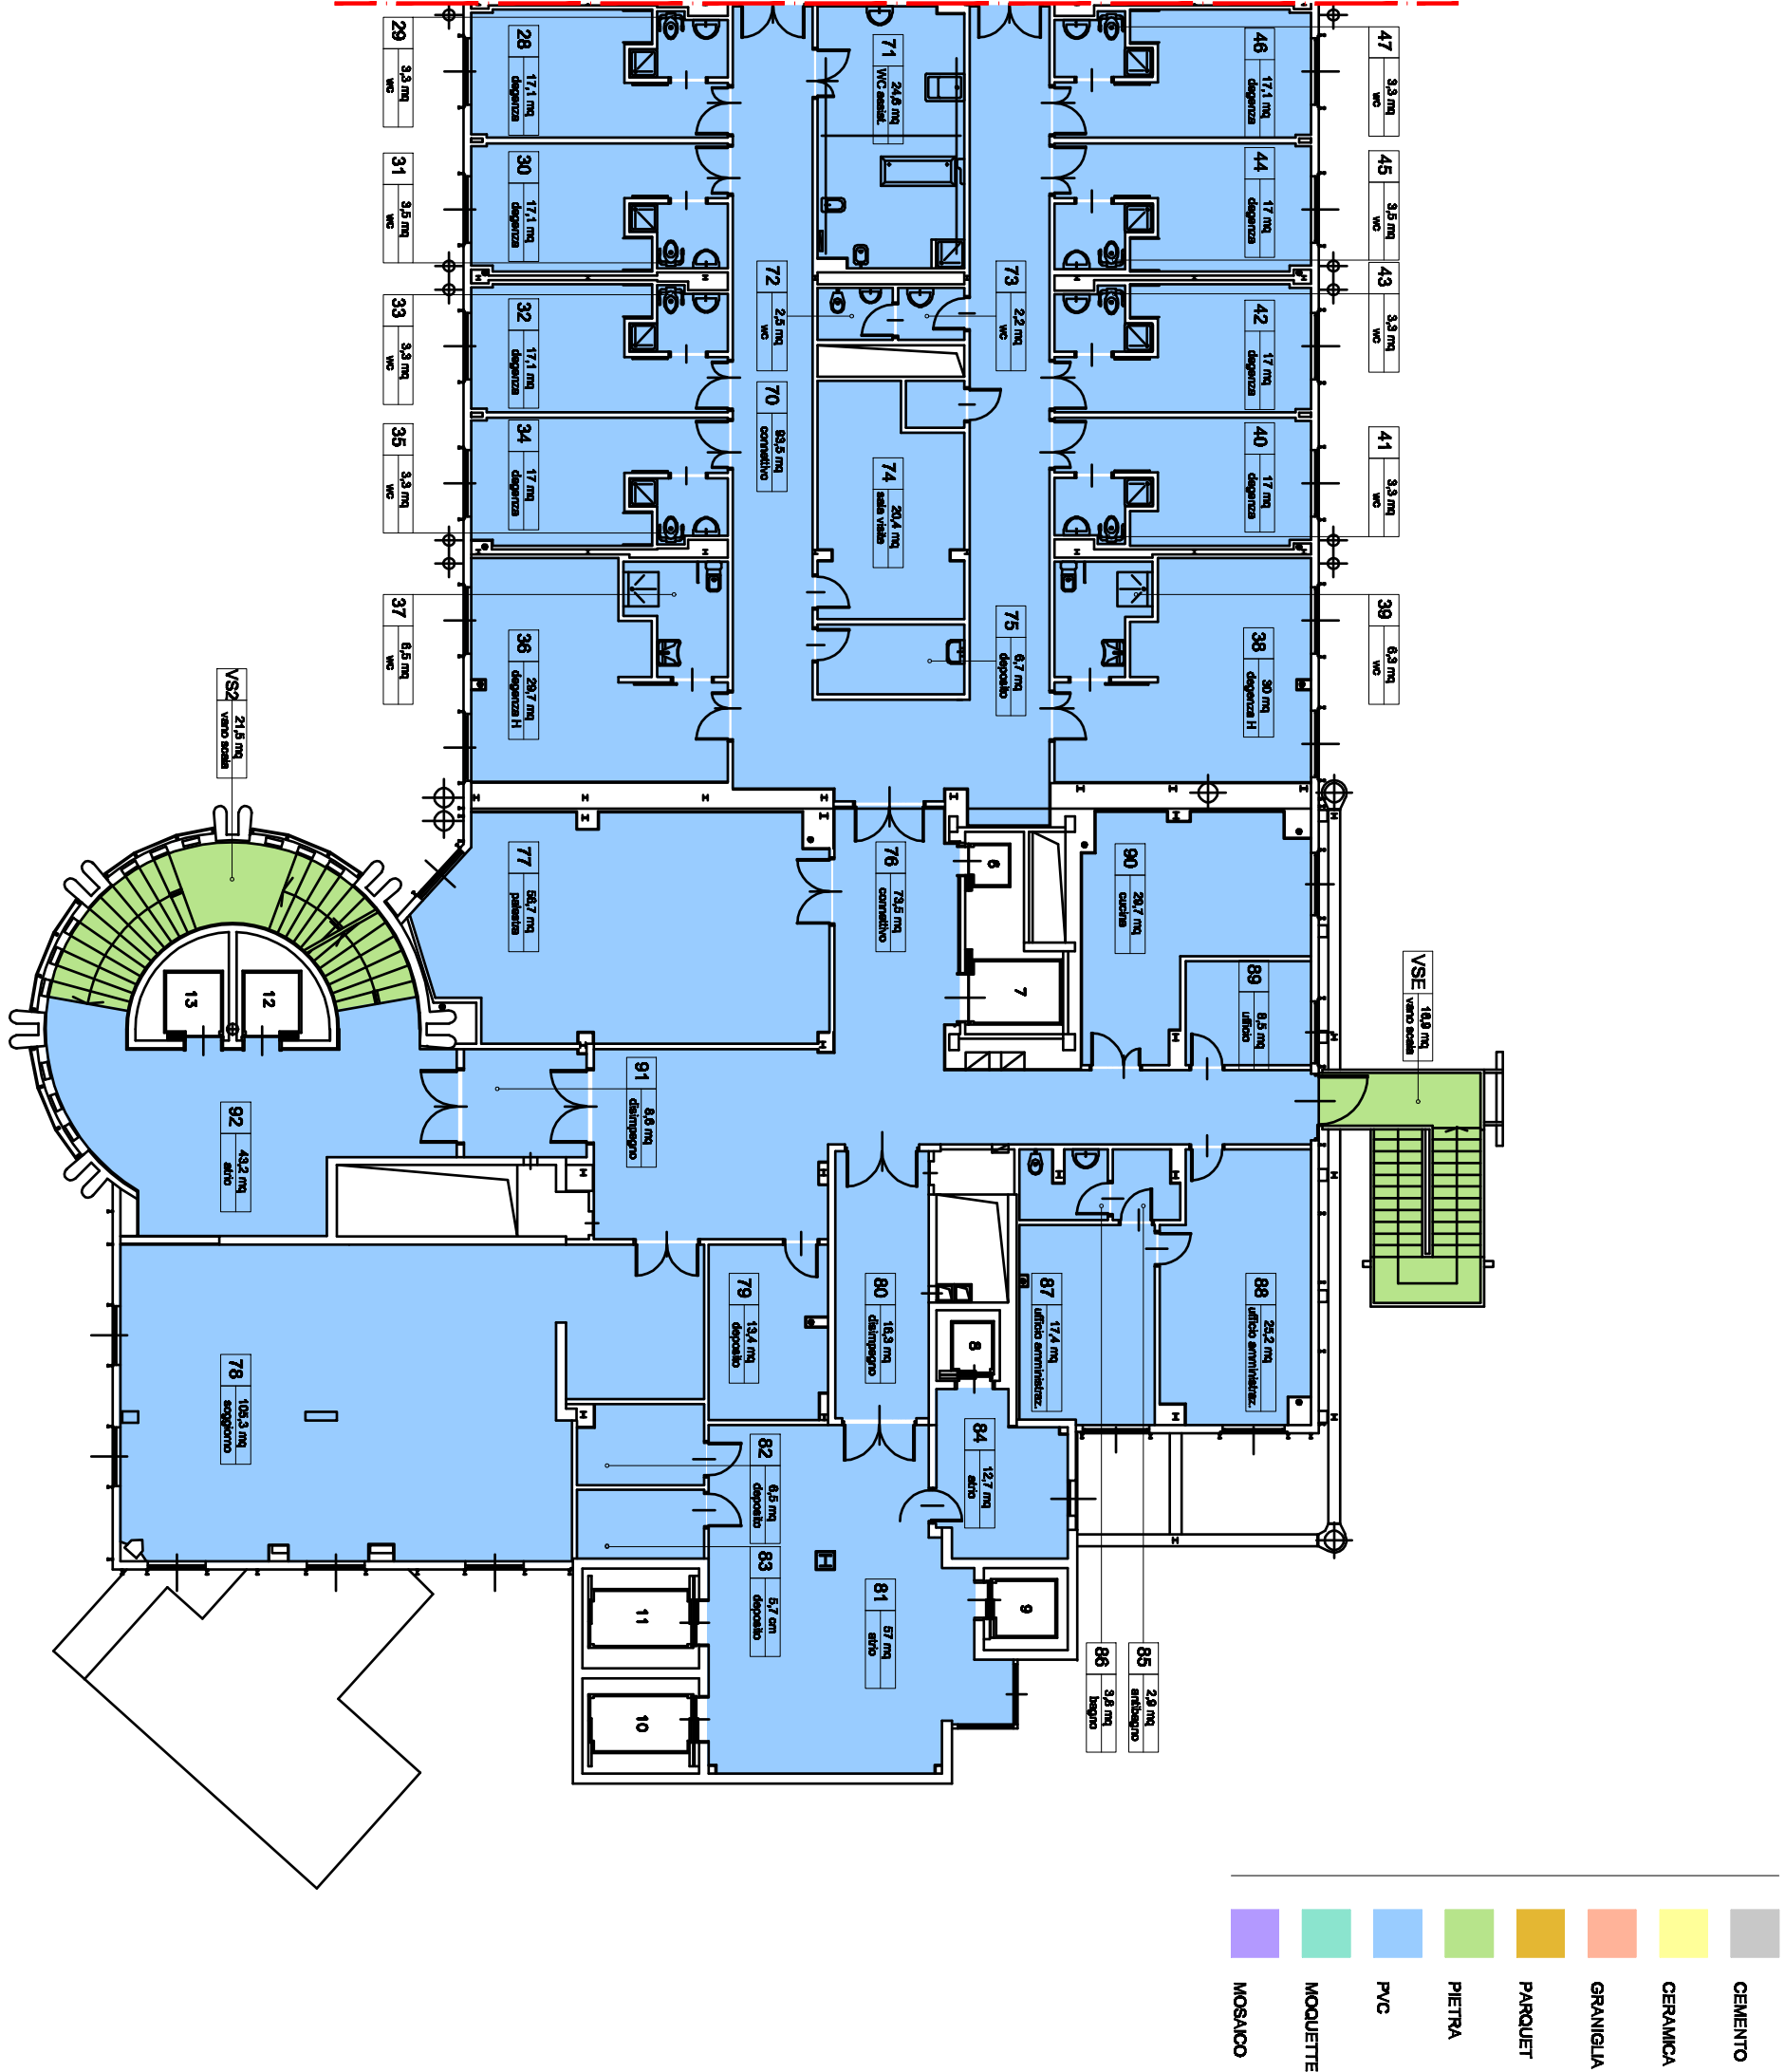 29
3,3 mq
wc
28
17,1 mq
degenza
71
24,6 mq
WC assist.
46
17,1 mq
degenza
47
3,3 mq
wc
31
3,5 mq
wc
30
17,1 mq
degenza
44
17 mq
degenza
45
3,5 mq
wc
33
3,3 mq
wc
32
17,1 mq
degenza
72
2,5 mq
wc
73
2,2 mq
wc
42
17 mq
degenza
43
3,3 mq
wc
35
3,3 mq
wc
34
17 mq
degenza
70
93,5 mq
connettivo
74
20,4 mq
sala visite
40
17 mq
degenza
41
3,3 mq
wc
37
6,5 mq
wc
36
29,7 mq
degenza H
75
6,7 mq
deposito
38
30 mq
degenza H
39
6,3 mq
wc
VS2
21,5 mq
vano scala
77
56,7 mq
palestra
76
73,5 mq
connettivo
6
7
90
29,7 mq
cucina
89
8,5 mq
ufficio
VSE
16,9 mq
vano scala
13
12
92
43,2 mq
atrio
91
8,6 mq
disimpegno
78
105,3 mq
soggiorno
79
13,4 mq
deposito
80
16,3 mq
disimpegno
8
87
17,4 mq
ufficio amministraz.
88
25,2 mq
ufficio amministraz.
82
6,5 mq
deposito
84
12,7 mq
atrio
83
5,7 cm
deposito
81
57 mq
atrio
11
10
9
86
3,8 mq
bagno
85
2,9 mq
antibagno
CEMENTO
CERAMICA
GRANIGLIA
PARQUET
PIETRA
PVC
MOQUETTE
MOSAICO